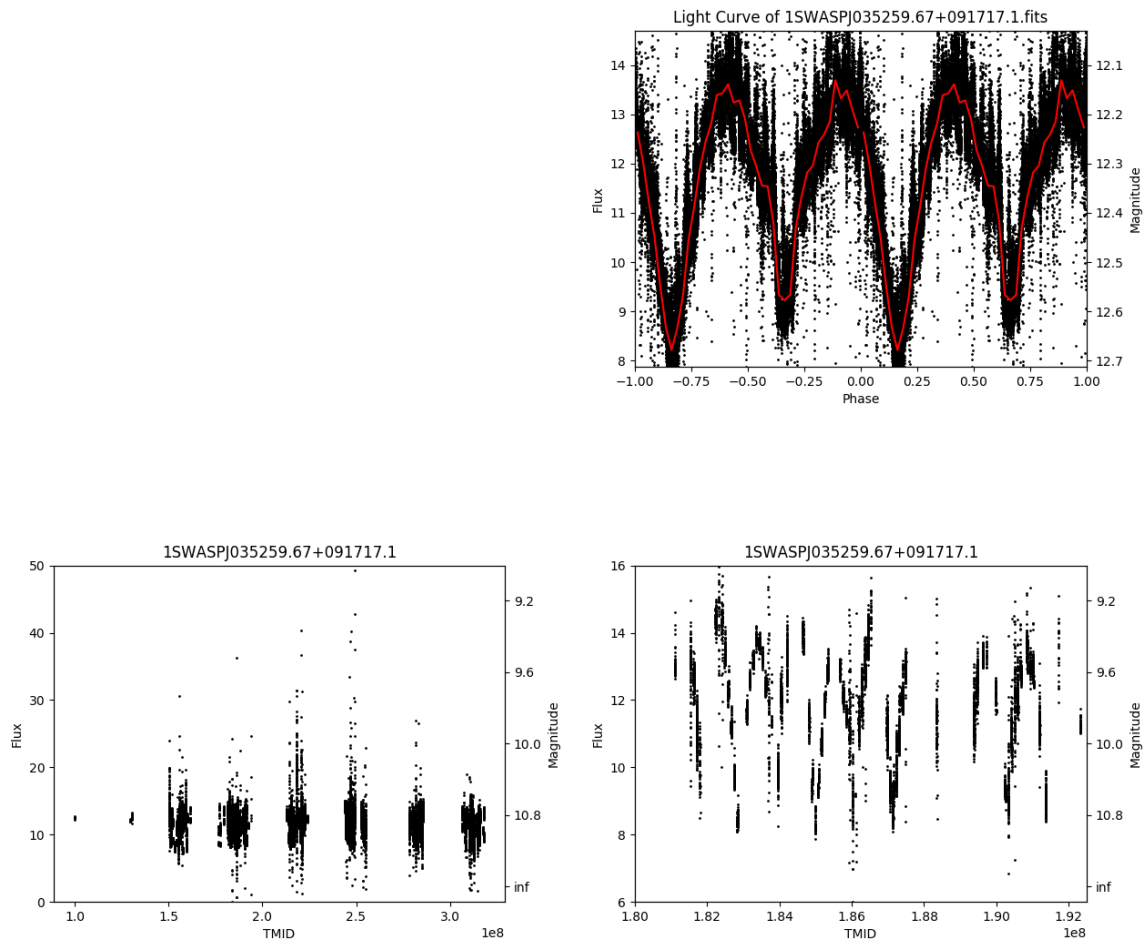 Light Curve of 1SWASPJ035259.67+091717.1.fits
14
13
12
11
10
9
8
Flux
12.1
12.2
12.3
12.4
12.5
12.6
12.7
Magnitude
−1.00 −0.75 −0.50 −0.25 0.00 0.25 0.50 0.75 1.00
Phase
1SWASPJ035259.67+091717.1
50
40
30
20
10
0
Flux
9.2
9.6
10.0
10.8
inf
Magnitude
1.0 1.5 2.0 2.5 3.0
1e8
TMID
1SWASPJ035259.67+091717.1
16
14
12
10
8
6
Flux
9.2
9.6
10.0
10.8
inf
Magnitude
1.80 1.82 1.84 1.86 1.88 1.90 1.92
1e8
TMID